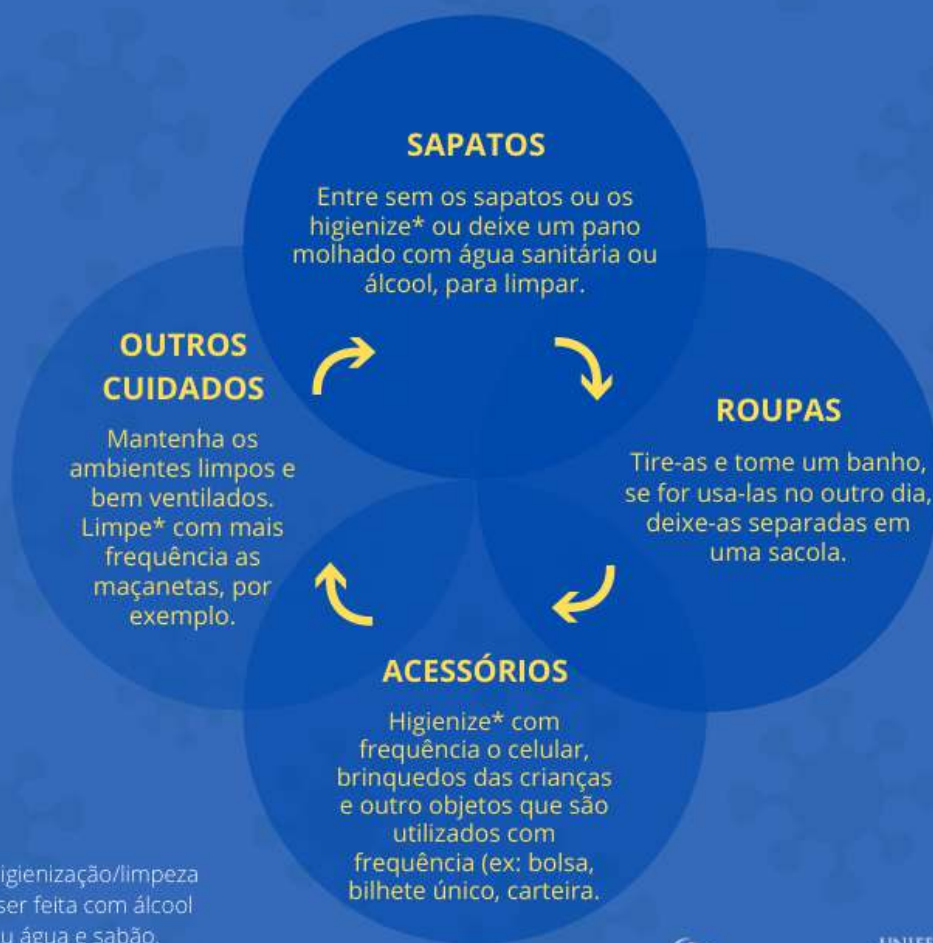 SAPATOS
Entre sem os sapatos ou os
higienize* ou deixe um pano
molhado com água sanitária ou
álcool, para limpar.
ROUPAS
Tire-as e tome um banho,
se for usa-las no outro dia,
deixe-as separadas em
uma sacola.
ACESSÓRIOS
Higienize* com
frequência o celular,
brinquedos das crianças
e outro objetos que são
utilizados com
frequência (ex: bolsa,
bilhete único, carteira.
OUTROS
CUIDADOS
Mantenha os
ambientes limpos e
bem ventilados.
Limpe* com mais
frequência as
maçanetas, por
exemplo.
igienização/limpeza
ser feita com álcool
u água e sabão.